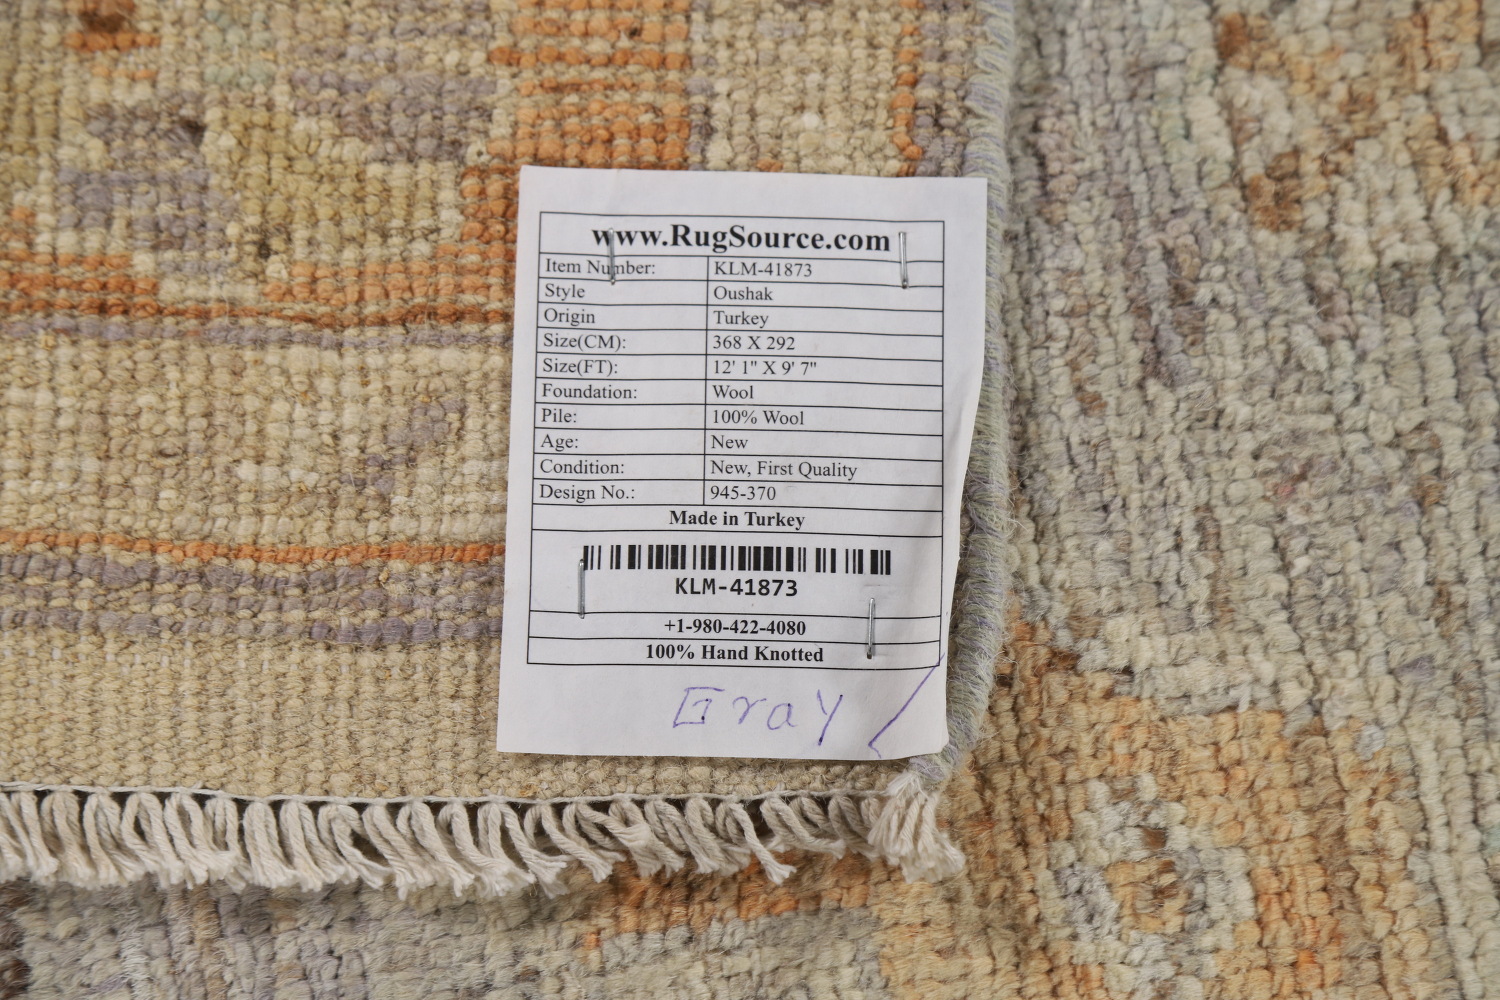 www.RugSource.com
Item Number: KLM-41873
Style Oushak
Origin Turkey
Size(CM): 368 X 292
Size(FT): 12' 1" X 9' 7"
Foundation: Wool
Pile: 100% Wool
Age: New
Condition: New, First Quality
Design No.: 945-370
Made in Turkey
KLM-41873
+1-980-422-4080
100% Hand Knotted
Gray